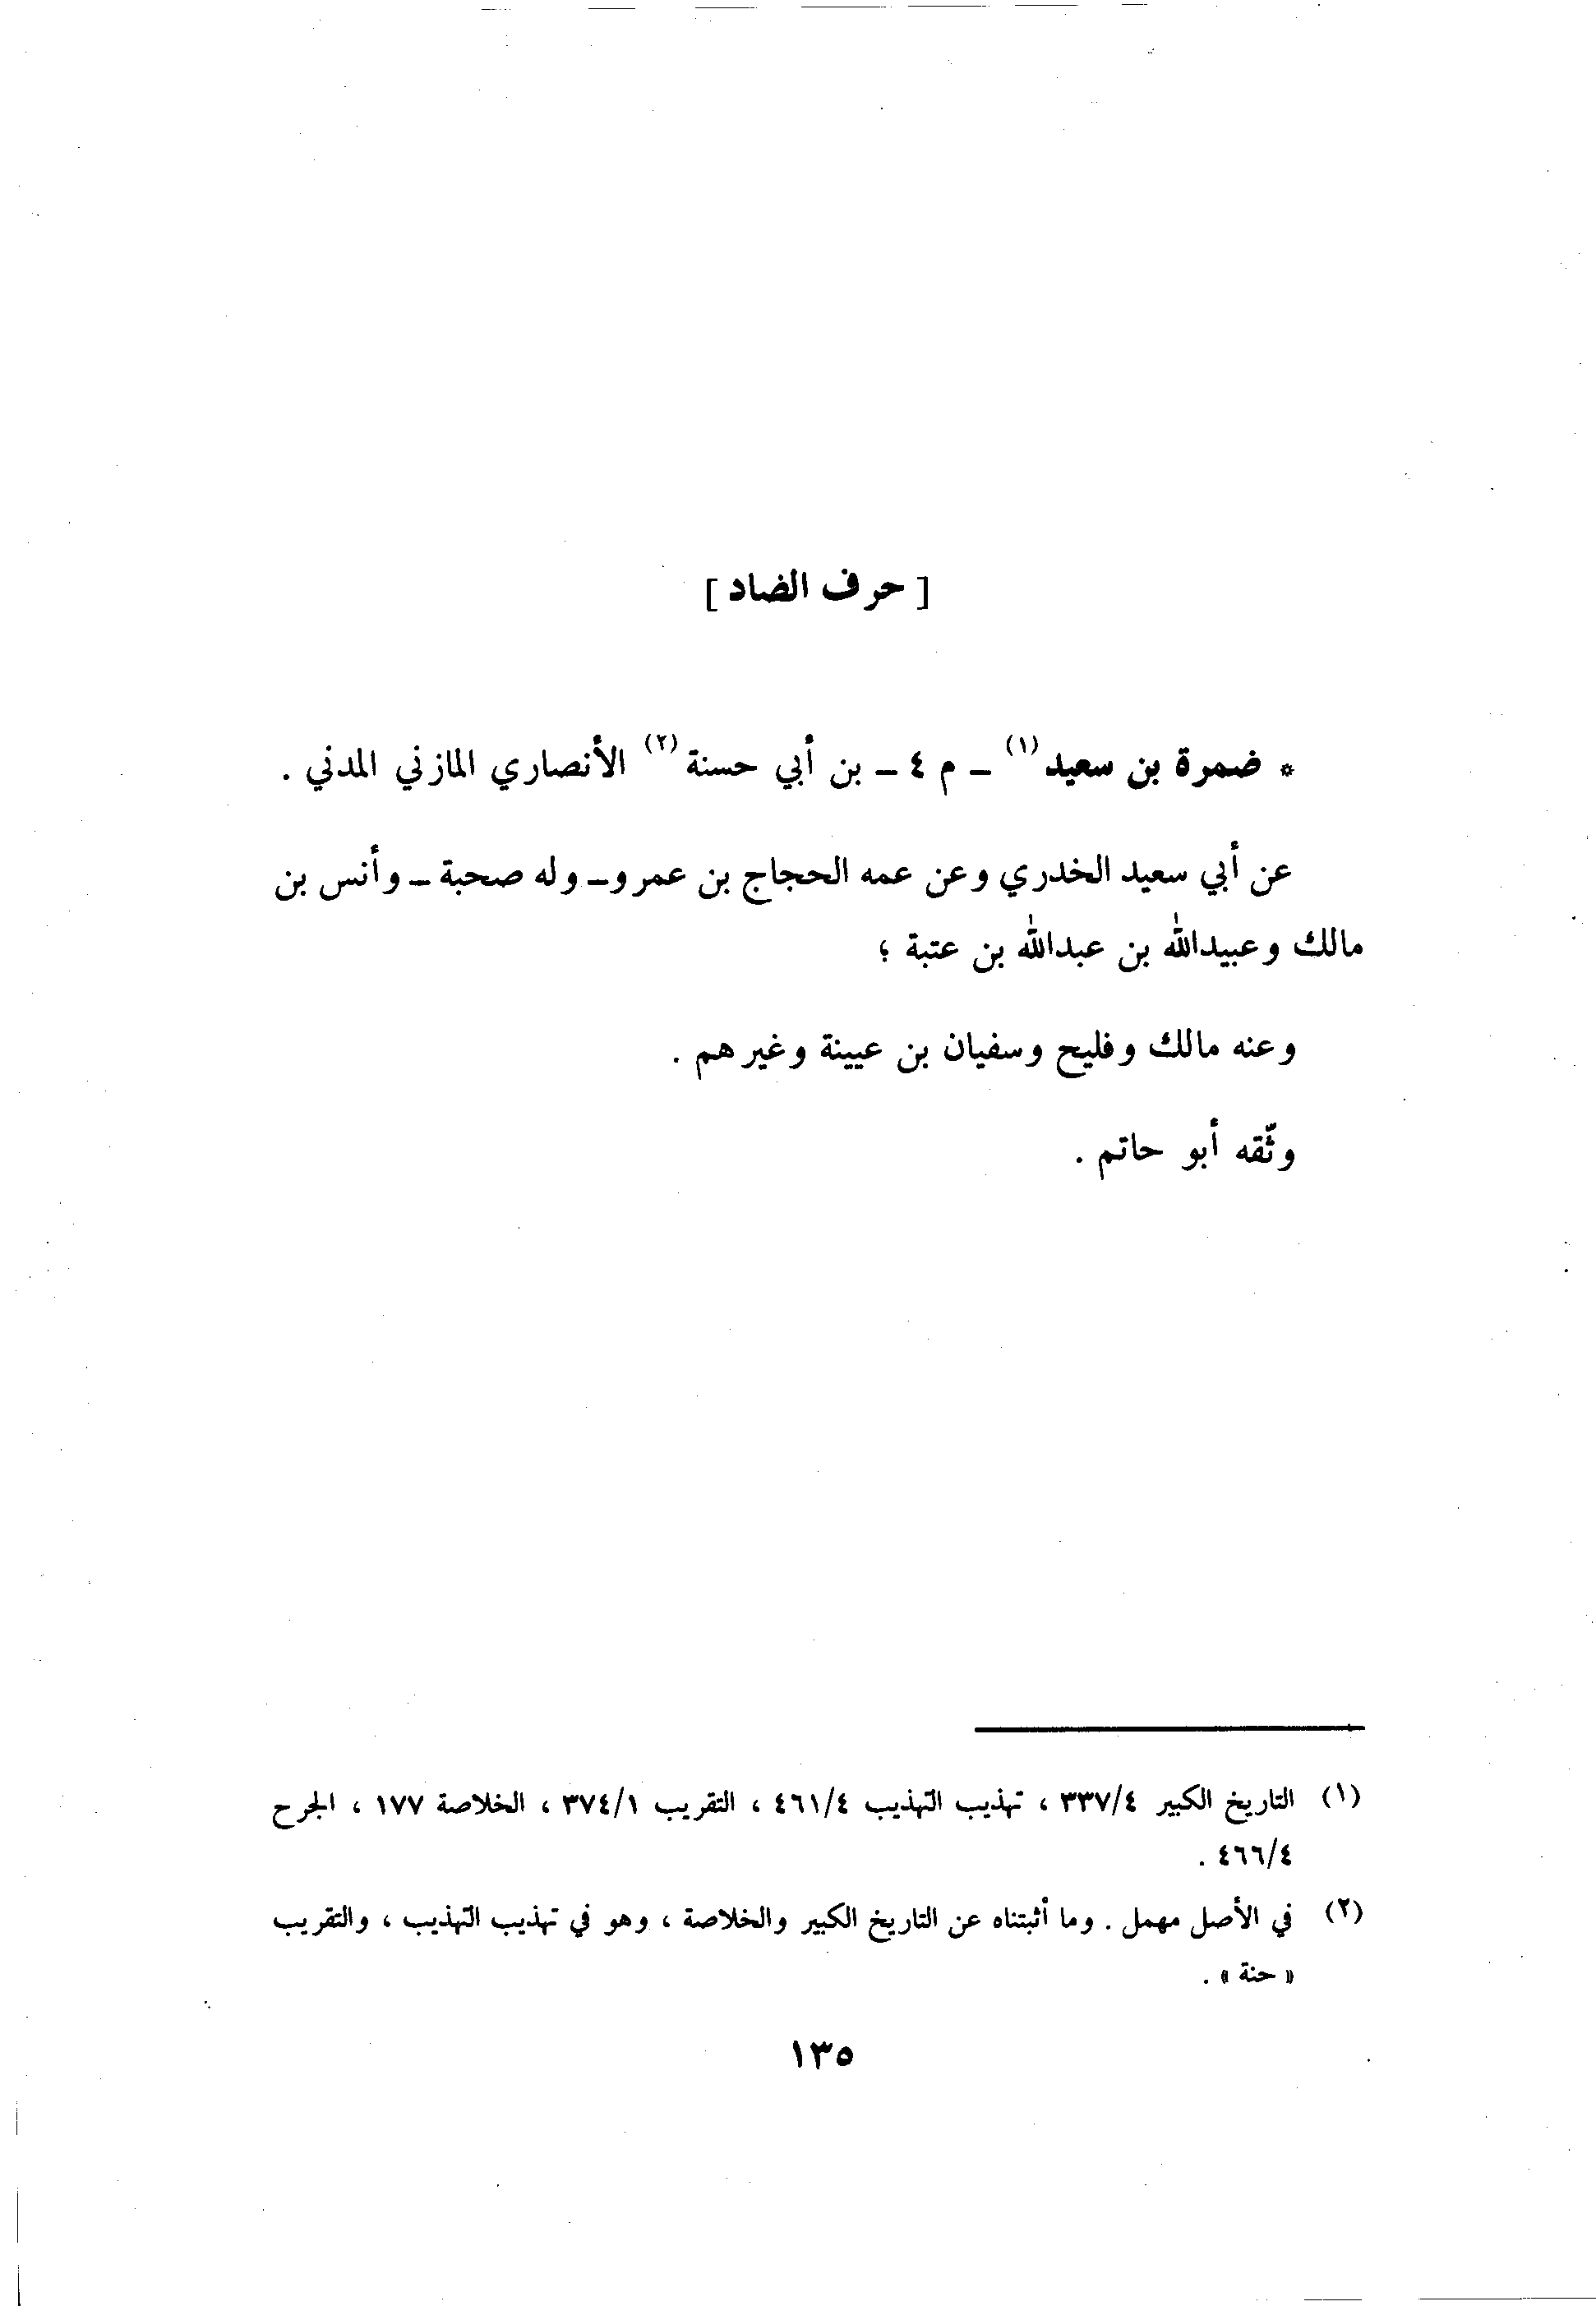 [ حرف الضاد ]
* ضمرة بن سعيد (١) – م ٤ – بن أبي حسنة (٢) الأنصاري المازني المدني .
عن أبي سعيد الخدري وعن عمه الحجاج بن عمرو – وله صحبة – وأنس بن
مالك وعبيدالله بن عبدالله بن عتبة ؛
وعنه مالك وفليح وسفيان بن عيينة وغيرهم .
وثّقه أبو حاتم .
(١) التاريخ الكبير ٣٣٧/٤ ، تهذيب التهذيب ٤٦١/٤ ، التقريب ٣٧٤/١ ، الخلاصة ١٧٧ ، الجرح
٤٦٦/٤ .
(٢) في الأصل مهمل . وما أثبتناه عن التاريخ الكبير والخلاصة ، وهو في تهذيب التهذيب ، والتقريب
« حنة » .
١٣٥